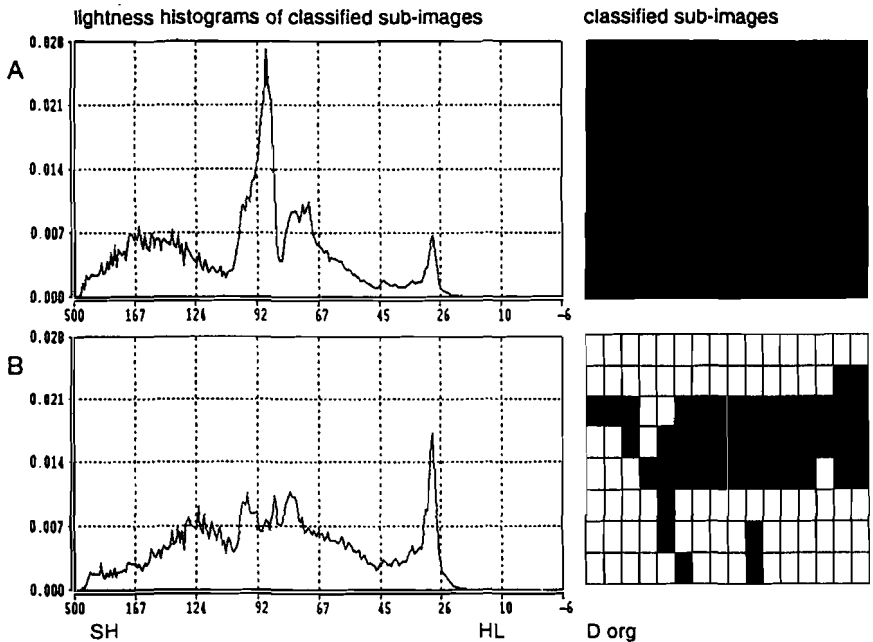 lightness histograms of classified sub-images
classified sub-images
A
0.028
0.021
0.014
0.007
0.000
500 167 124 92 67 45 26 10 -6
B
0.028
0.021
0.014
0.007
0.000
500 167 124 92 67 45 26 10 -6
SH HL D org